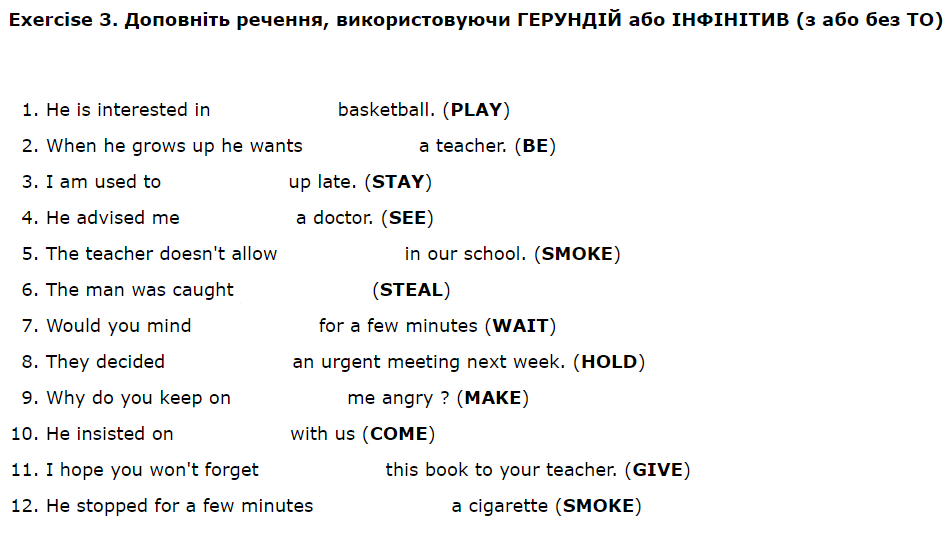 Exercise 3. Доповніть речення, використовуючи ГЕРУНДІЙ або ІНФІНІТИВ (з або без ТО)
1. He is interested in basketball. (PLAY)
2. When he grows up he wants a teacher. (BE)
3. I am used to up late. (STAY)
4. He advised me a doctor. (SEE)
5. The teacher doesn't allow in our school. (SMOKE)
6. The man was caught (STEAL)
7. Would you mind for a few minutes (WAIT)
8. They decided an urgent meeting next week. (HOLD)
9. Why do you keep on me angry ? (MAKE)
10. He insisted on with us (COME)
11. I hope you won't forget this book to your teacher. (GIVE)
12. He stopped for a few minutes a cigarette (SMOKE)